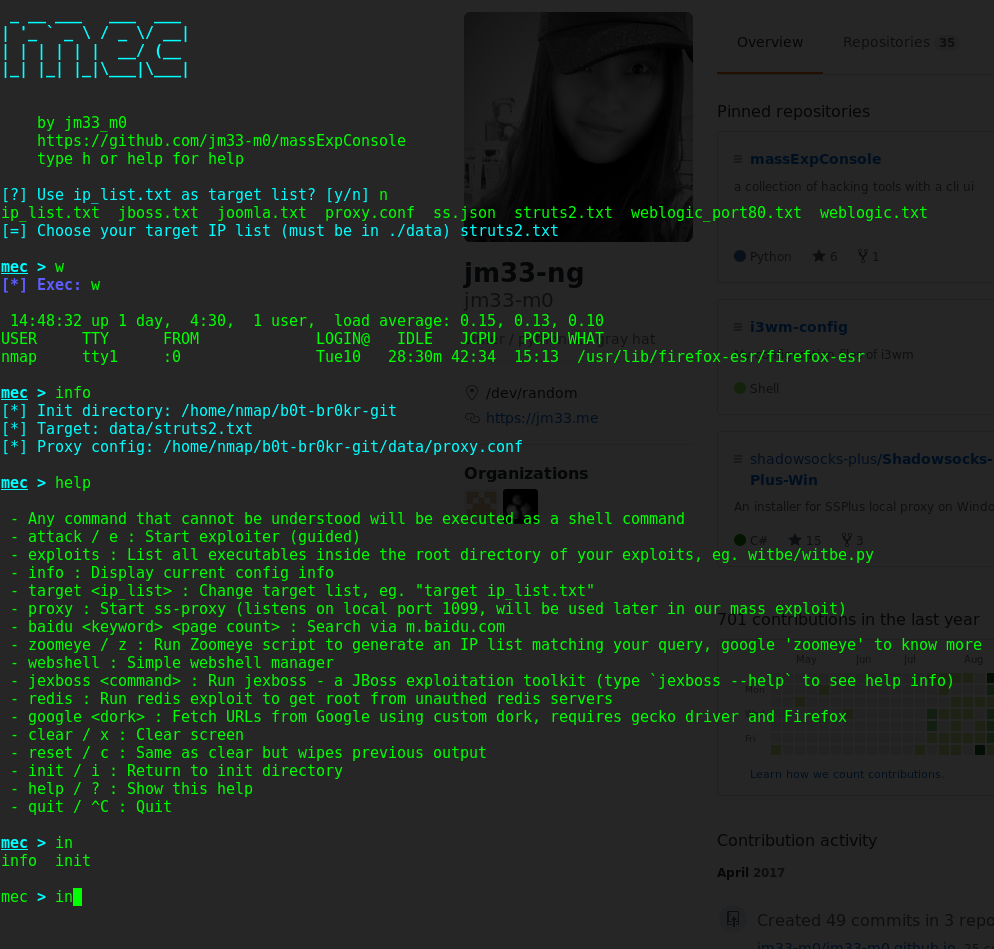 by jm33_m0
https://github.com/jm33-m0/massExpConsole
type h or help for help
[?] Use ip_list.txt as target list? [y/n] n
ip_list.txt  jboss.txt  joomla.txt  proxy.conf  ss.json  struts2.txt  weblogic_port80.txt  weblogic.txt
[=] Choose your target IP list (must be in ./data) struts2.txt
mec > w
[*] Exec: w
14:48:32 up 1 day,  4:30,  1 user,  load average: 0.15, 0.13, 0.10
USER     TTY      FROM             LOGIN@   IDLE   JCPU   PCPU WHAT
nmap     tty1     :0               Tue10   28:30m 42:34  15:13  /usr/lib/firefox-esr/firefox-esr
mec > info
[*] Init directory: /home/nmap/b0t-br0kr-git
[*] Target: data/struts2.txt
[*] Proxy config: /home/nmap/b0t-br0kr-git/data/proxy.conf
mec > help
- Any command that cannot be understood will be executed as a shell command
- attack / e : Start exploiter (guided)
- exploits : List all executables inside the root directory of your exploits, eg. witbe/witbe.py
- info : Display current config info
- target <ip_list> : Change target list, eg. "target ip_list.txt"
- proxy : Start ss-proxy (listens on local port 1099, will be used later in our mass exploit)
- baidu <keyword> <page count> : Search via m.baidu.com
- zoomeye / z : Run Zoomeye script to generate an IP list matching your query, google 'zoomeye' to know more
- webshell : Simple webshell manager
- jexboss <command> : Run jexboss - a JBoss exploitation toolkit (type `jexboss --help` to see help info)
- redis : Run redis exploit to get root from unauthed redis servers
- google <dork> : Fetch URLs from Google using custom dork, requires gecko driver and Firefox
- clear / x : Clear screen
- reset / c : Same as clear but wipes previous output
- init / i : Return to init directory
- help / ? : Show this help
- quit / ^C : Quit
mec > in
info  init
mec > in
Overview
Repositories 35
Pinned repositories
massExpConsole
a collection of hacking tools with a cli ui
Python 6 1
jm33-ng
jm33-m0
gray hat
/dev/random
https://jm33.me
Organizations
i3wm-config
of i3wm
Shell
shadowsocks-plus/Shadowsocks-
Plus-Win
An installer for SSPlus local proxy on Windo
C# 15 3
701 contributions in the last year
May Jun Jul Aug
Mon
Fri
Learn how we count contributions.
Contribution activity
April 2017
Created 49 commits in 3 repo
jm33-m0/jm33-m0.github.io